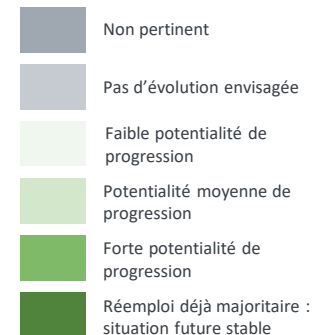 Non pertinent
Pas d’évolution envisagée
Faible potentialité de
progression
Potentialité moyenne de
progression
Forte potentialité de
progression
Réemploi déjà majoritaire :
situation future stable